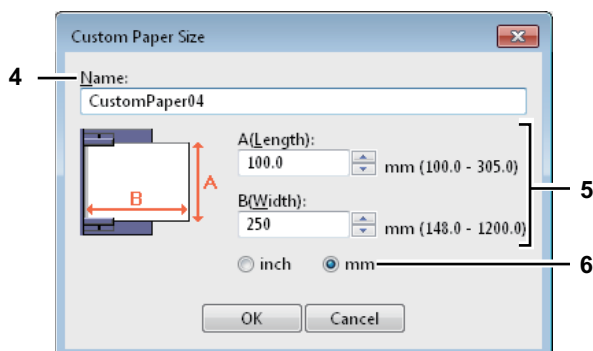 Custom Paper Size
4
Name:
CustomPaper04
A(Length):
100.0 mm (100.0 - 305.0)
A
B
B(Width):
250 mm (148.0 - 1200.0)
5
inch mm
6
OK Cancel